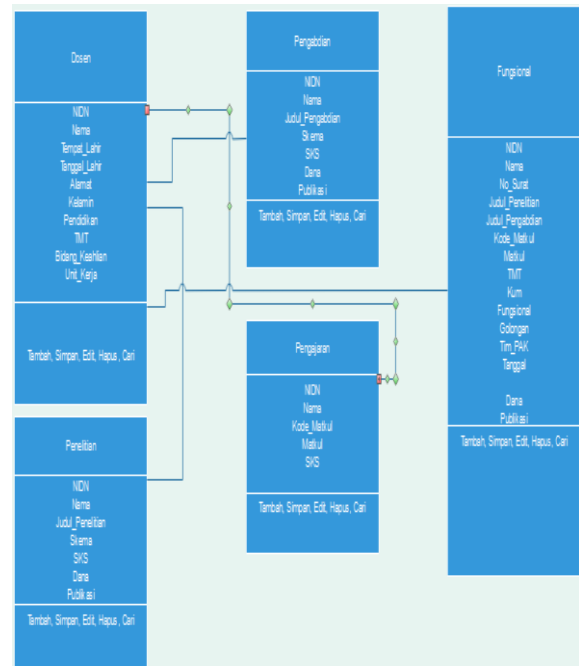 Dosen
NIDN
Nama
Tempat_Lahir
Tanggal_Lahir
Alamat
Kelamin
Pendidikan
TMT
Bidang_Keahlian
Unit_Kerja
Tambah, Simpan, Edit, Hapus, Cari
Pengabdian
NIDN
Nama
Judul_Pengabdian
Skema
SKS
Dana
Publikasi
Tambah, Simpan, Edit, Hapus, Cari
Fungsional
NIDN
Nama
No_Surat
Judul_Penelitian
Judul_Pengabdian
Kode_Matkul
Matkul
TMT
Kum
Fungsional
Golongan
Tim_PAK
Tanggal
Dana
Publikasi
Tambah, Simpan, Edit, Hapus, Cari
Pengajaran
NIDN
Nama
Kode_Matkul
Matkul
SKS
Tambah, Simpan, Edit, Hapus, Cari
Penelitian
NIDN
Nama
Judul_Penelitian
Skema
SKS
Dana
Publikasi
Tambah, Simpan, Edit, Hapus, Cari